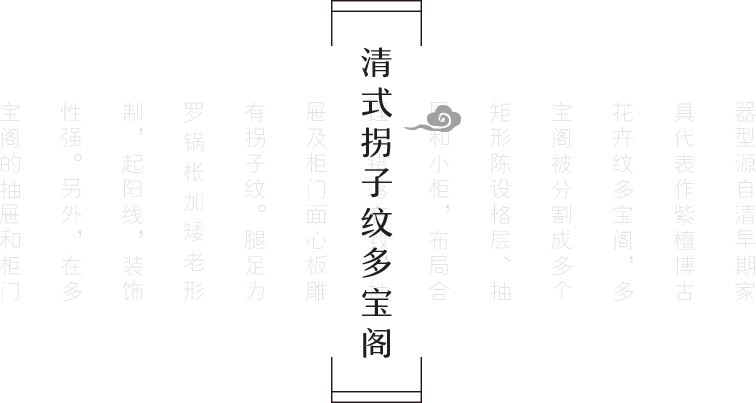 清式拐子纹多宝阁
器型源自清早期家
具代表作紫檀博古
花卉纹多宝阁，多
宝阁被分割成多个
矩形陈设格层、抽
和小柜，布局合
屉及柜门面心板雕
有拐子纹。腿足为
罗锅枨加矮老形
制，起阳线，装饰
性强。另外，在多
宝阁的抽屉和柜门